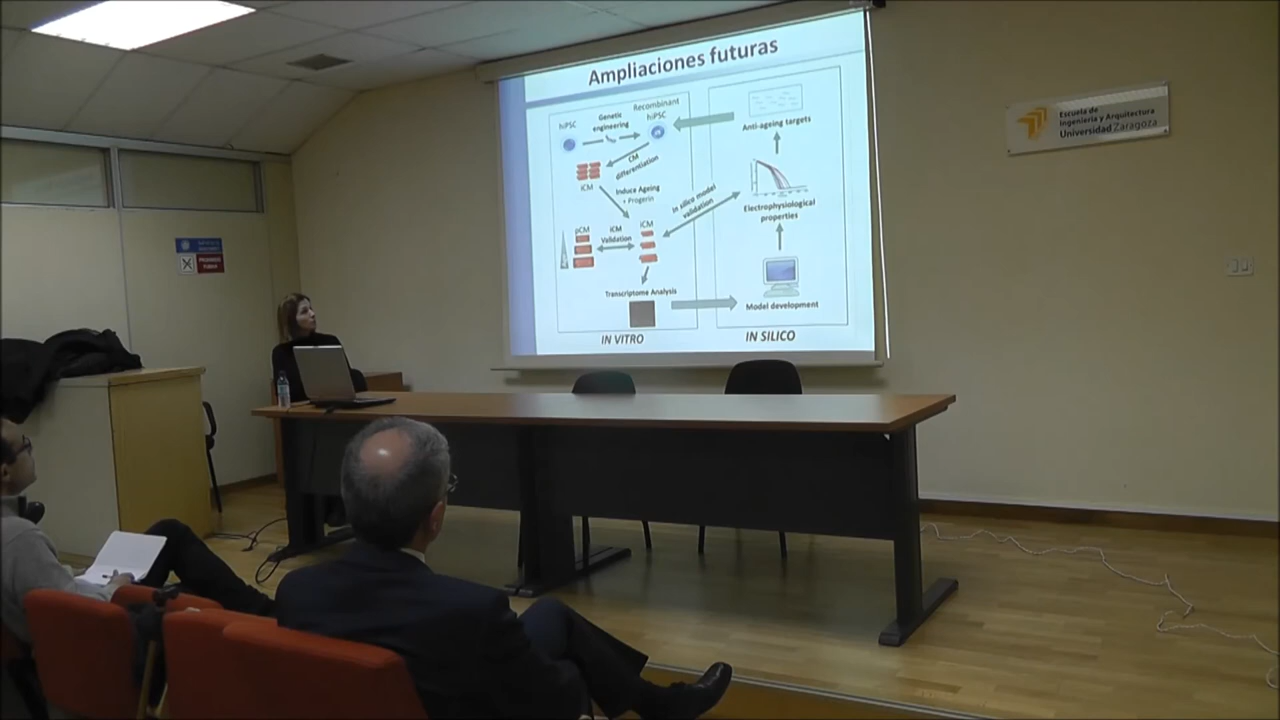 Ampliaciones futuras
hiPSC
Genetic
engineering
Recombinant
hiPSC
CM
differentiation
iCM
Induce Ageing
+ Progerin
pCM
iCM
Validation
iCM
Transcriptome Analysis
IN VITRO
in silico model
validation
Anti-ageing targets
Electrophysiological
properties
Model development
IN SILICO
Escuela de
Ingeniería y Arquitectura
Universidad Zaragoza